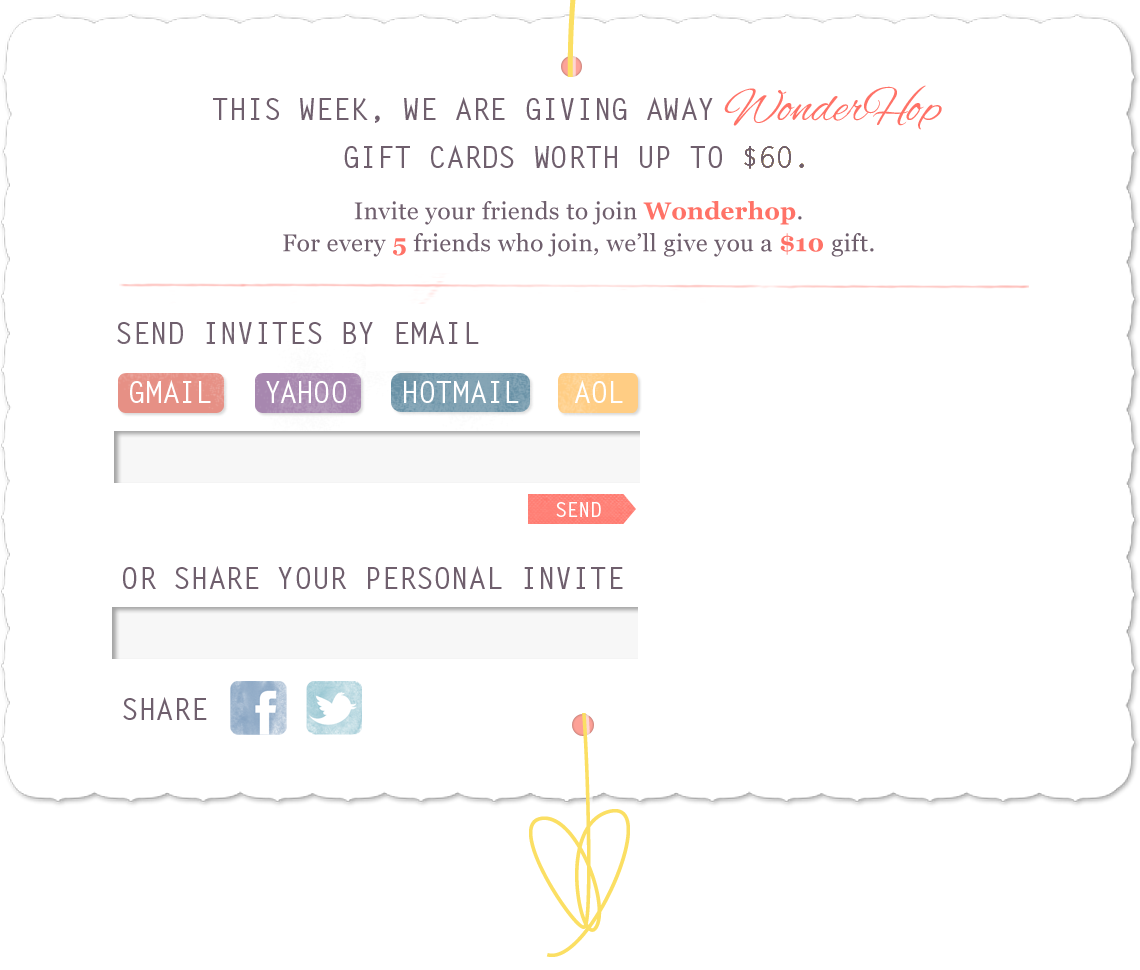 THIS WEEK, WE ARE GIVING AWAY WonderHop
GIFT CARDS WORTH UP TO $60.
Invite your friends to join Wonderhop.
For every 5 friends who join, we’ll give you a $10 gift.
SEND INVITES BY EMAIL
GMAIL YAHOO HOTMAIL AOL
SEND
OR SHARE YOUR PERSONAL INVITE
SHARE f